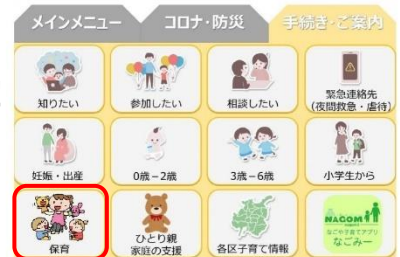 メインメニュー
コロナ・防災
手続き・ご案内
知りたい
参加したい
相談したい
緊急連絡先
(夜間救急・虐待)
妊娠・出産
0歳-2歳
3歳-6歳
小学生から
保育
ひとり親
家庭の支援
各区子育て情報
NAGOMII
なごや子育てアプリ
なごみー